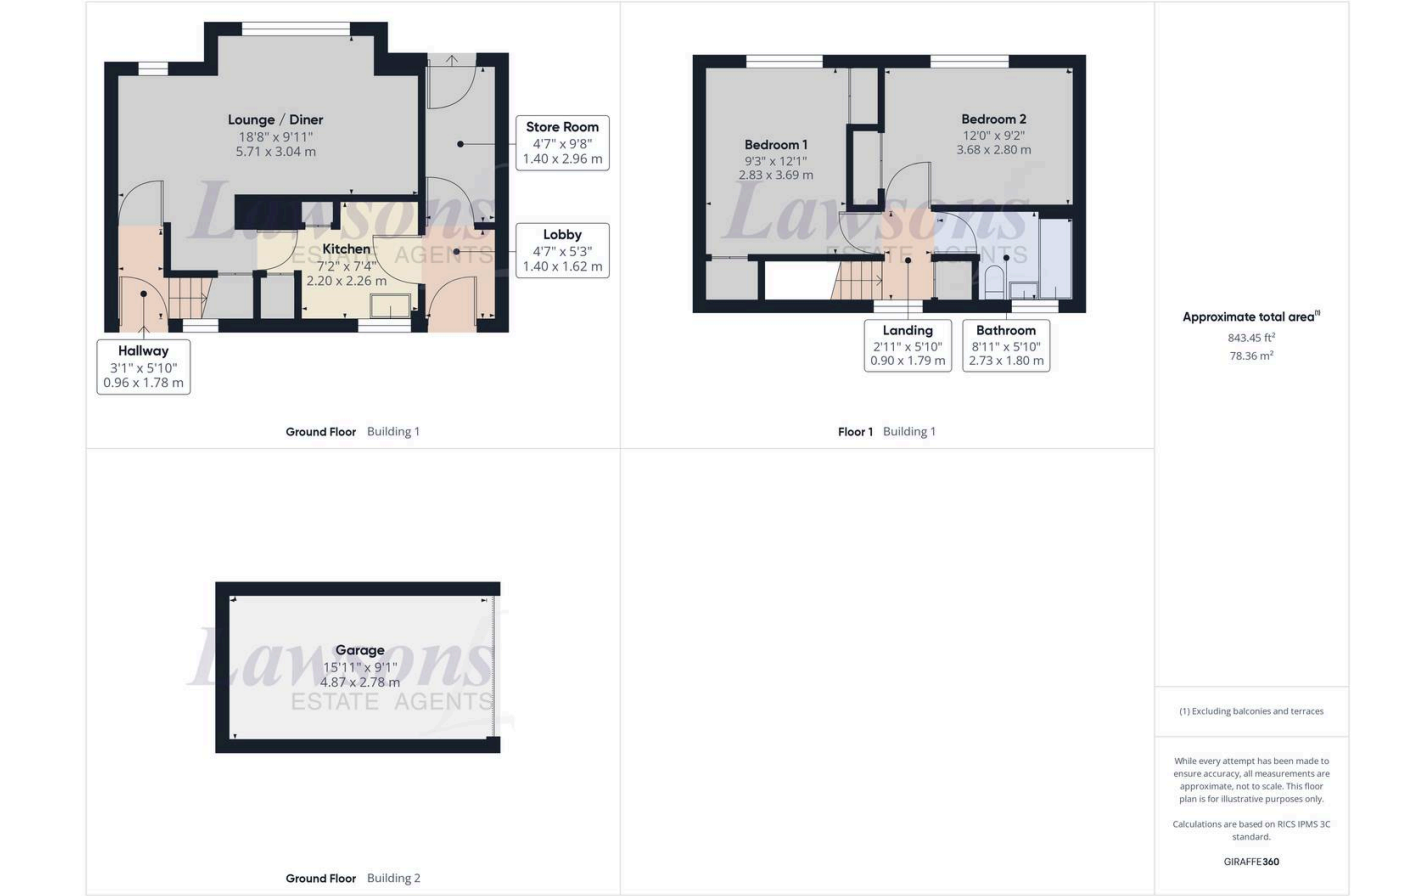 Lounge / Diner
18'8" x 9'11"
5.71 x 3.04 m
Store Room
4'7" x 9'8"
1.40 x 2.96 m
Lobby
4'7" x 5'3"
1.40 x 1.62 m
Kitchen
7'2" x 7'4"
2.20 x 2.26 m
Hallway
3'1" x 5'10"
0.96 x 1.78 m
Lawsons
ESTATE AGENTS
Ground Floor Building 1
Bedroom 1
9'3" x 12'1"
2.83 x 3.69 m
Bedroom 2
12'0" x 9'2"
3.68 x 2.80 m
Landing
2'11" x 5'10"
0.90 x 1.79 m
Bathroom
8'11" x 5'10"
2.73 x 1.80 m
Lawsons
ESTATE AGENTS
Floor 1 Building 1
Garage
15'11" x 9'1"
4.87 x 2.78 m
Lawsons
ESTATE AGENTS
Ground Floor Building 2
Approximate total area(1)
843.45 ft²
78.36 m²
(1) Excluding balconies and terraces
While every attempt has been made to
ensure accuracy, all measurements are
approximate, not to scale. This floor
plan is for illustrative purposes only.
Calculations are based on RICS IPMS 3C
standard.
GIRAFFE360